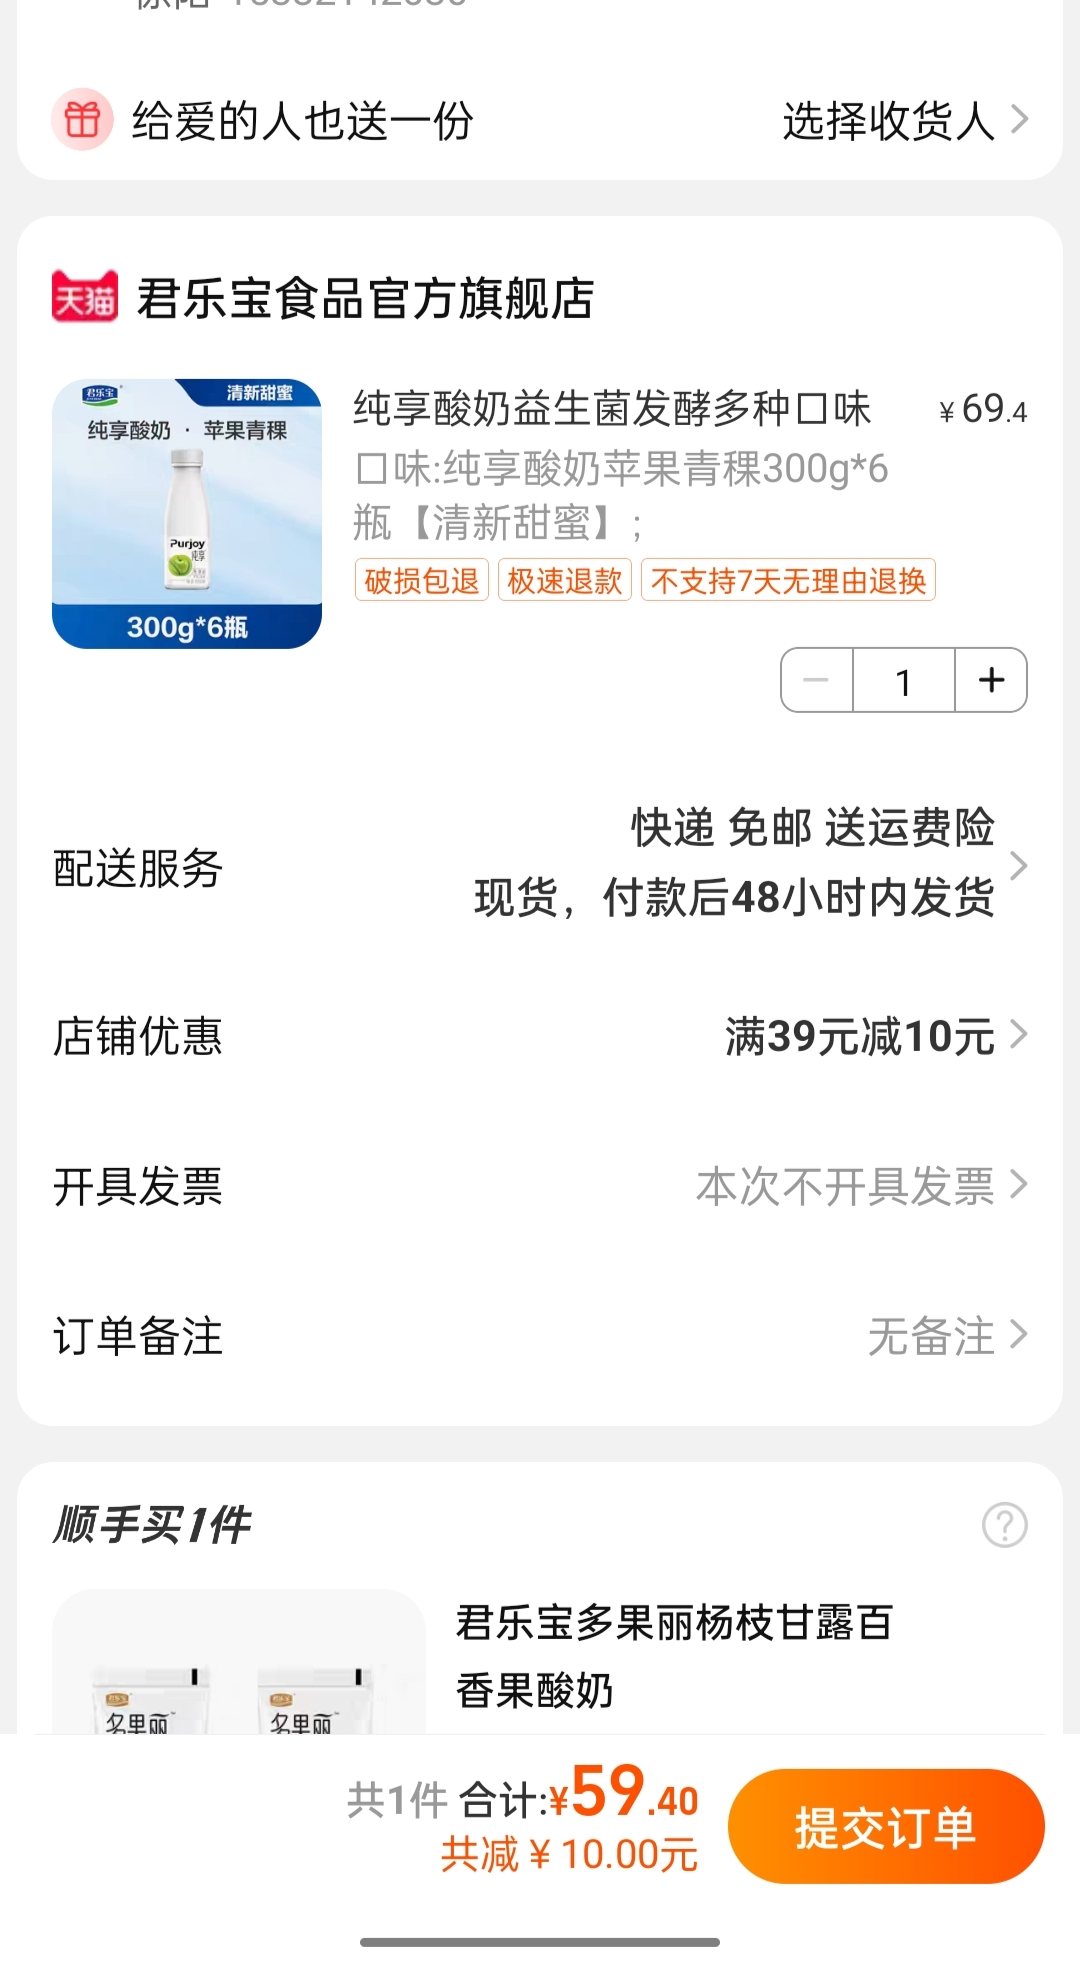 给爱的人也送一份 选择收货人
天猫 君乐宝食品官方旗舰店
君乐宝 清新甜蜜
纯享酸奶 · 苹果青稞
Purjoy
纯享
300g*6瓶
纯享酸奶益生菌发酵多种口味 ¥69.4
口味:纯享酸奶苹果青稞300g*6
瓶【清新甜蜜】;
破损包退 极速退款 不支持7天无理由退换
1
配送服务 快递 免邮 送运费险
现货，付款后48小时内发货
店铺优惠 满39元减10元
开具发票 本次不开具发票
订单备注 无备注
顺手买1件
君乐宝多果丽杨枝甘露百
香果酸奶
君乐宝 君乐宝
共1件 合计:¥59.40
共减 ¥ 10.00元
提交订单